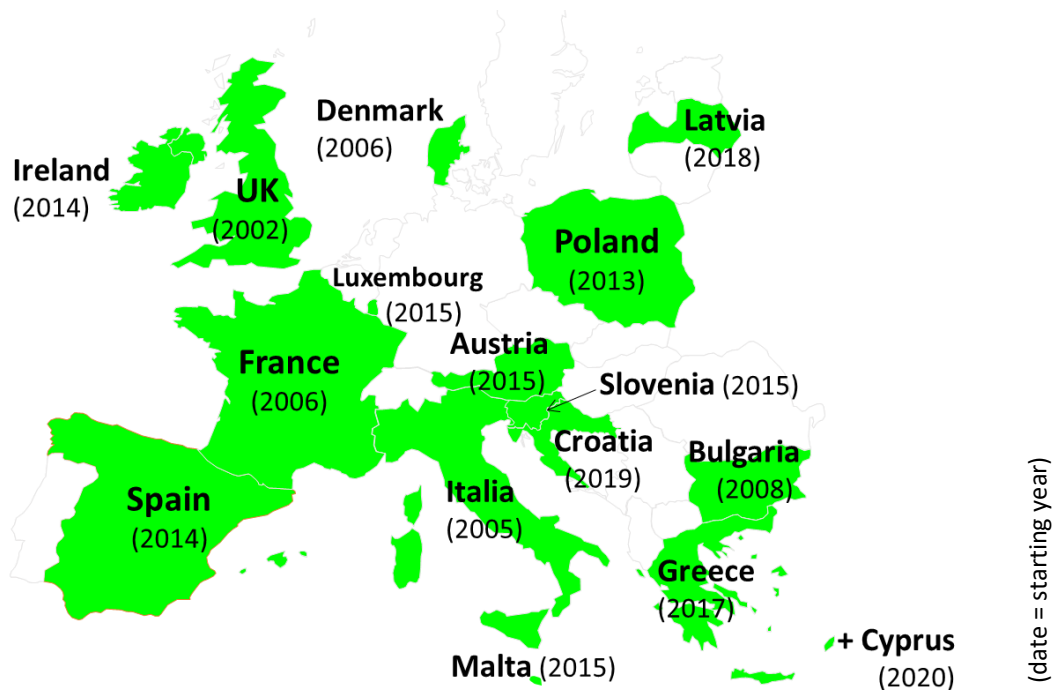 Denmark
(2006)
Latvia
(2018)
Ireland
(2014)
UK
(2002)
Poland
(2013)
Luxembourg
(2015)
France
(2006)
Austria
(2015)
Slovenia (2015)
Croatia
(2019)
Bulgaria
(2008)
Spain
(2014)
Italia
(2005)
Greece
(2017)
+ Cyprus
(2020)
Malta (2015)
(date = starting year)